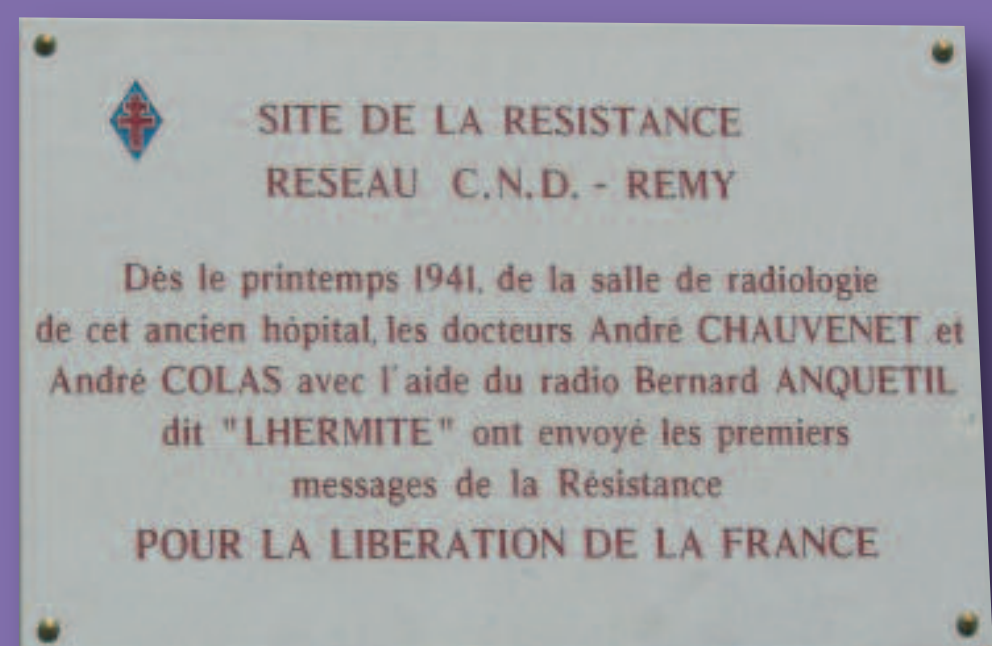 SITE DE LA RESISTANCE
RESEAU C.N.D. - REMY
Dès le printemps 1941, de la salle de radiologie
de cet ancien hôpital, les docteurs André CHAUVENET et
André COLAS avec l'aide du radio Bernard ANQUETIL
dit "LHERMITE" ont envoyé les premiers
messages de la Résistance
POUR LA LIBERATION DE LA FRANCE